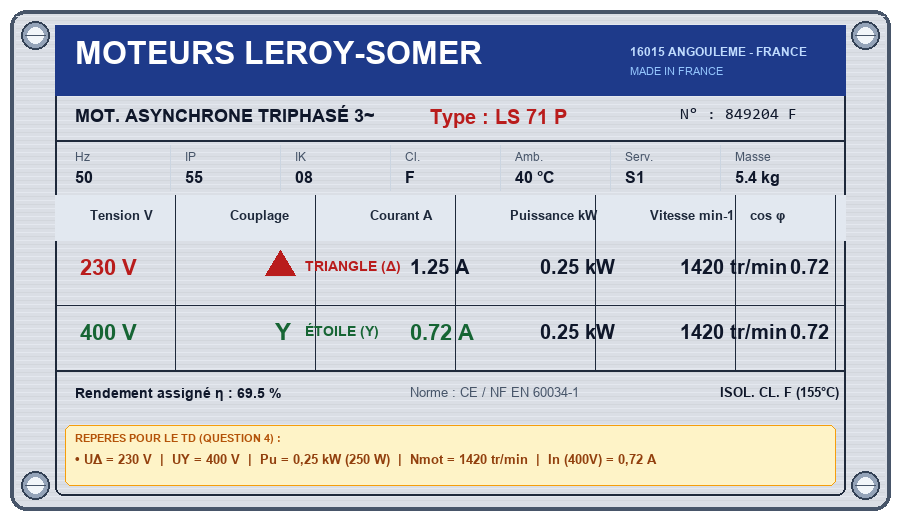 MOTEURS LEROY-SOMER
16015 ANGOULEME - FRANCE
MADE IN FRANCE
MOT. ASYNCHRONE TRIPHASÉ 3~ Type : LS 71 P N° : 849204 F
Hz IP IK Cl. Amb. Serv. Masse
50 55 08 F 40 °C S1 5.4 kg
Tension V Couplage Courant A Puissance kW Vitesse min-1 cos φ
230 V TRIANGLE (Δ) 1.25 A 0.25 kW 1420 tr/min 0.72
400 V Y ÉTOILE (Y) 0.72 A 0.25 kW 1420 tr/min 0.72
Rendement assigné η : 69.5 % Norme : CE / NF EN 60034-1 ISOL. CL. F (155°C)
REPERES POUR LE TD (QUESTION 4) :
• UΔ = 230 V | UY = 400 V | Pu = 0,25 kW (250 W) | Nmot = 1420 tr/min | In (400V) = 0,72 A